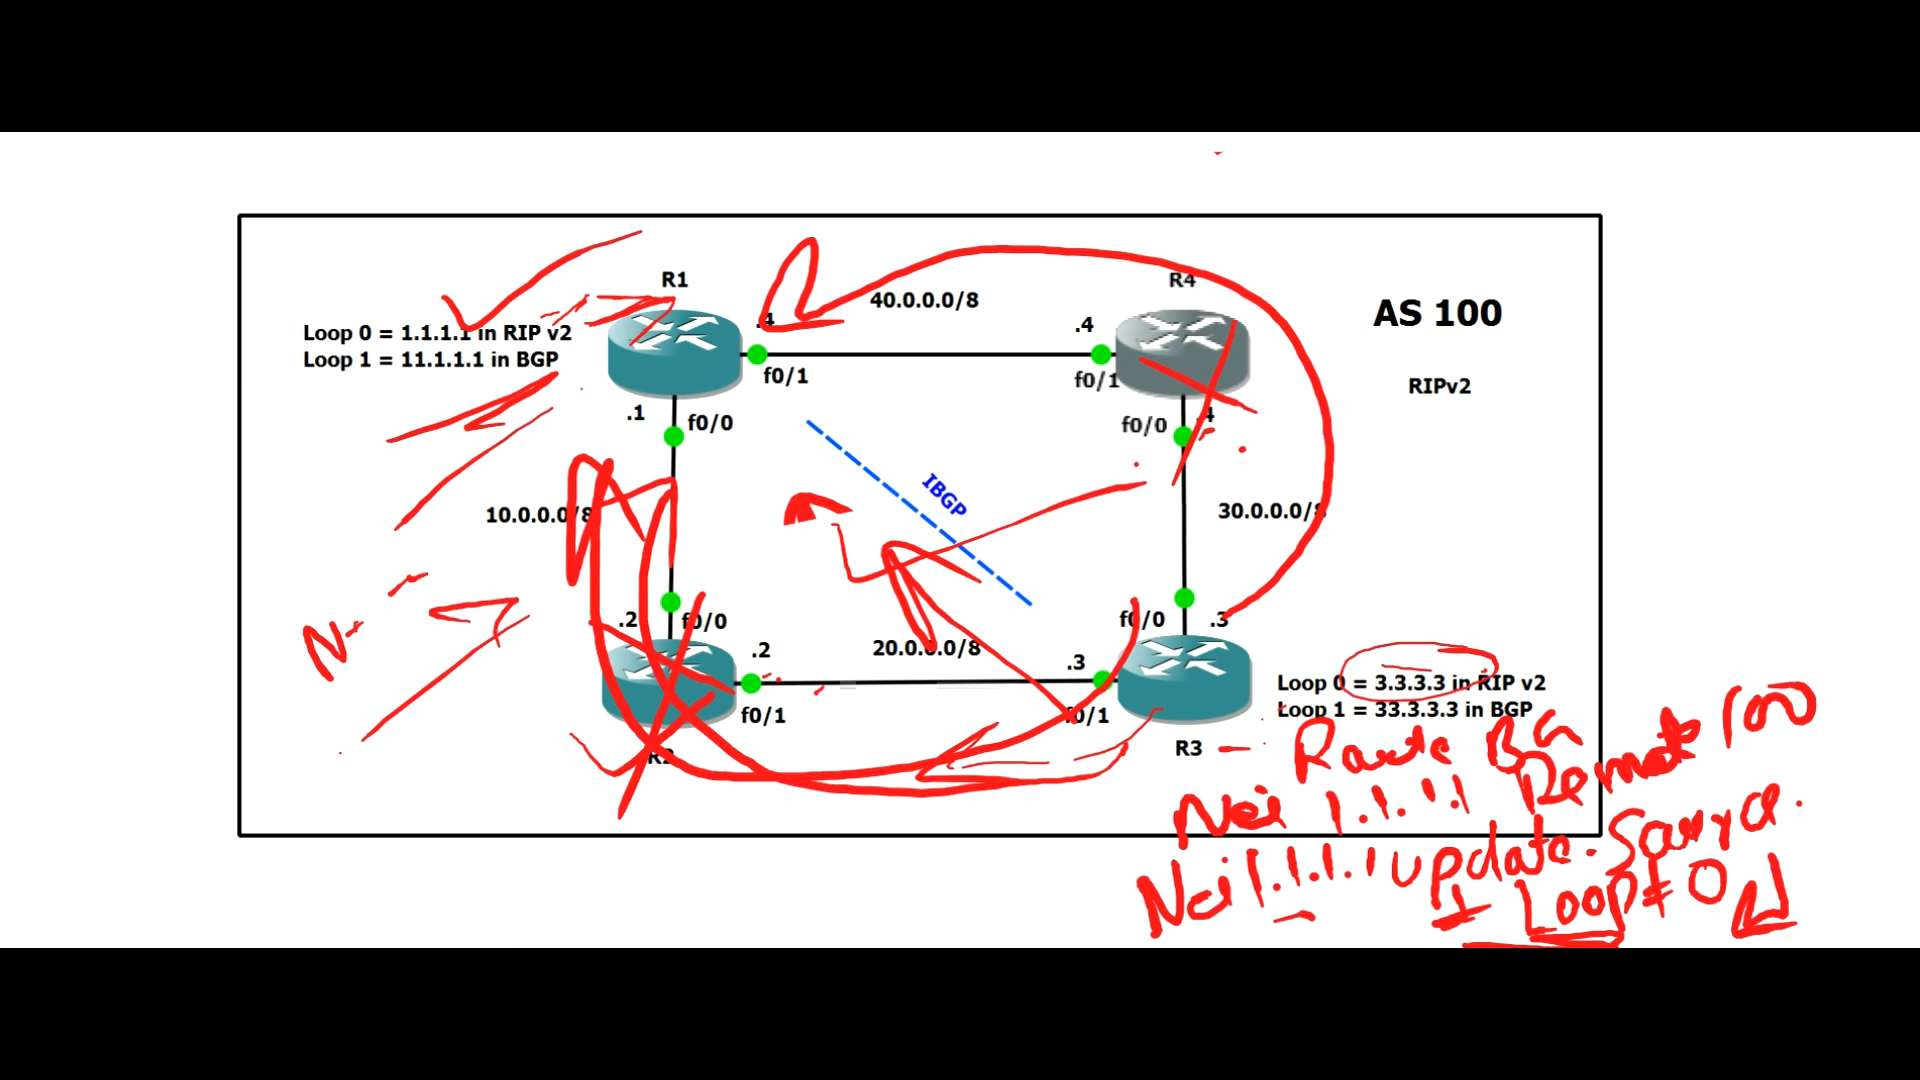 R1
R4
40.0.0.0/8
AS 100
.4
.4
Loop 0 = 1.1.1.1 in RIP v2
Loop 1 = 11.1.1.1 in BGP
f0/1
f0/1
RIPv2
.1
f0/0
f0/0
.4
IBGP
10.0.0.0/8
30.0.0.0/8
.2
f0/0
f0/0
.3
N
.2
20.0.0.0/8
.3
Loop 0 = 3.3.3.3 in RIP v2
Loop 1 = 33.3.3.3 in BGP
f0/1
f0/1
R2
R3
Nei 1.1.1.1 Remote 100
Nei 1.1.1.1 update-Source
Loop 0